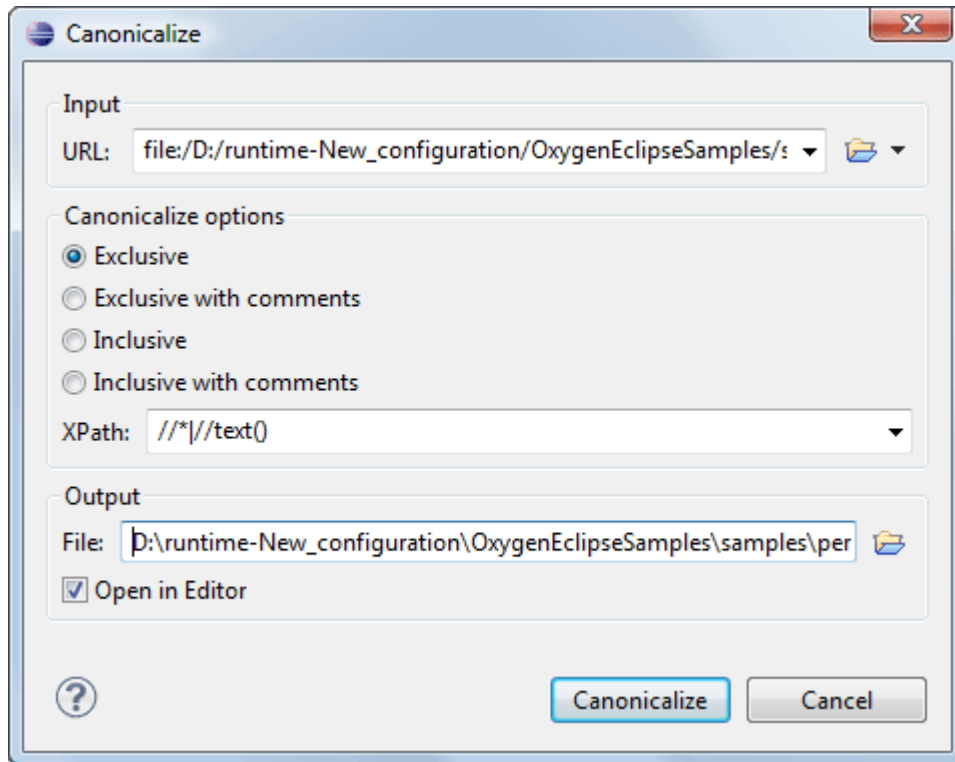 Canonicalize
Input
URL: file:/D:/runtime-New_configuration/OxygenEclipseSamples/s
Canonicalize options
Exclusive
Exclusive with comments
Inclusive
Inclusive with comments
XPath: //*|//text()
Output
File: D:\runtime-New_configuration\OxygenEclipseSamples\samples\per
Open in Editor
? Canonicalize Cancel